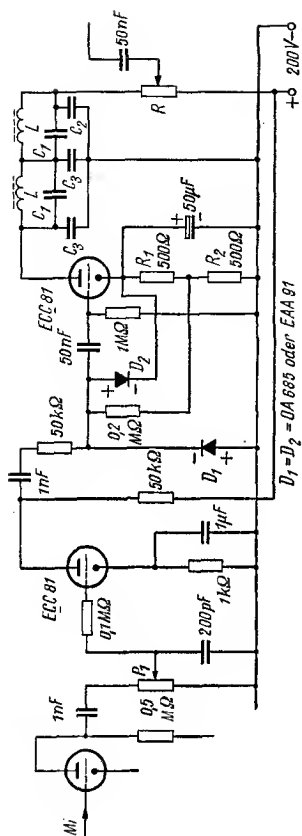 Mi
1nF
0,5
MΩ
P₁
200pF
0,1MΩ
ECC 81
1kΩ
1μF
50kΩ
1nF
50kΩ
0,2
MΩ
D₁
D₂
50nF
1MΩ
ECC 81
R₁
500Ω
R₂
500Ω
50μF
C₃
C₁
L
C₃
C₁
L
C₂
R
50nF
200V
D₁=D₂=OA 685 oder EAA 91